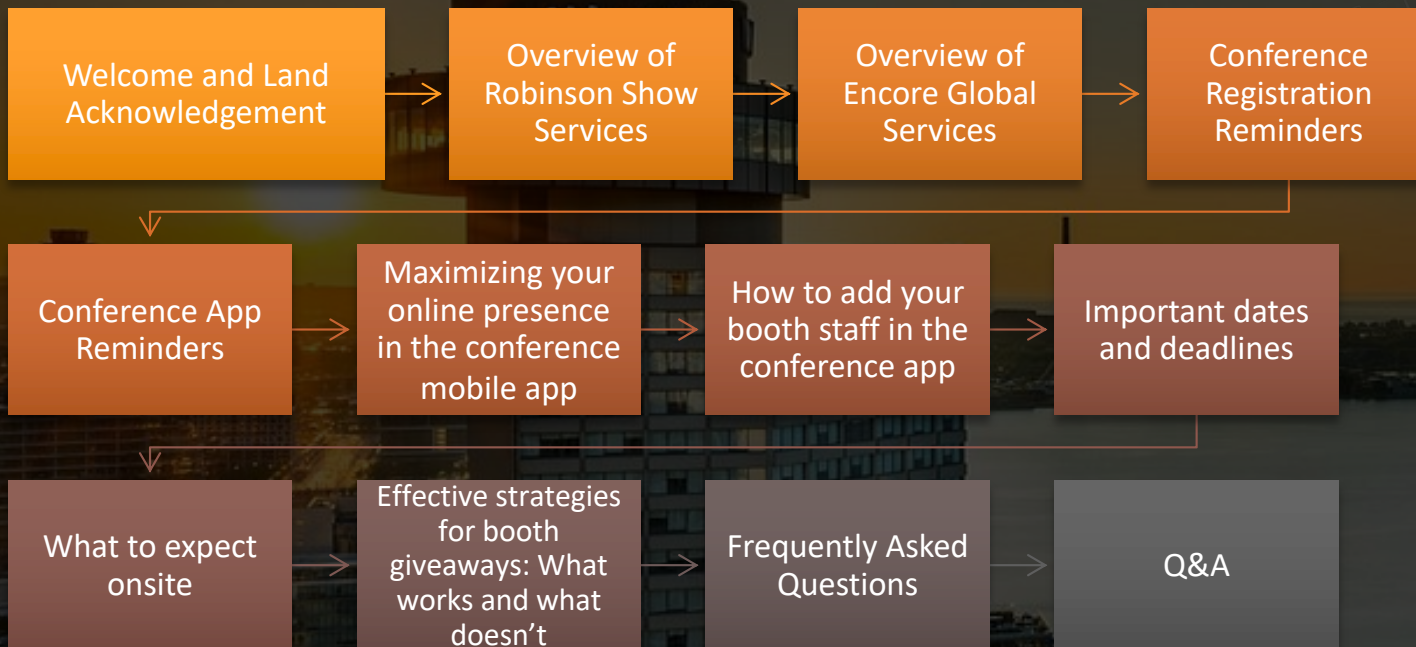 Welcome and Land
Acknowledgement
Overview of
Robinson Show
Services
Overview of
Encore Global
Services
Conference
Registration
Reminders
Conference App
Reminders
Maximizing your
online presence
in the conference
mobile app
How to add your
booth staff in the
conference app
Important dates
and deadlines
What to expect
onsite
Effective strategies
for booth
giveaways: What
works and what
doesn’t
Frequently Asked
Questions
Q&A